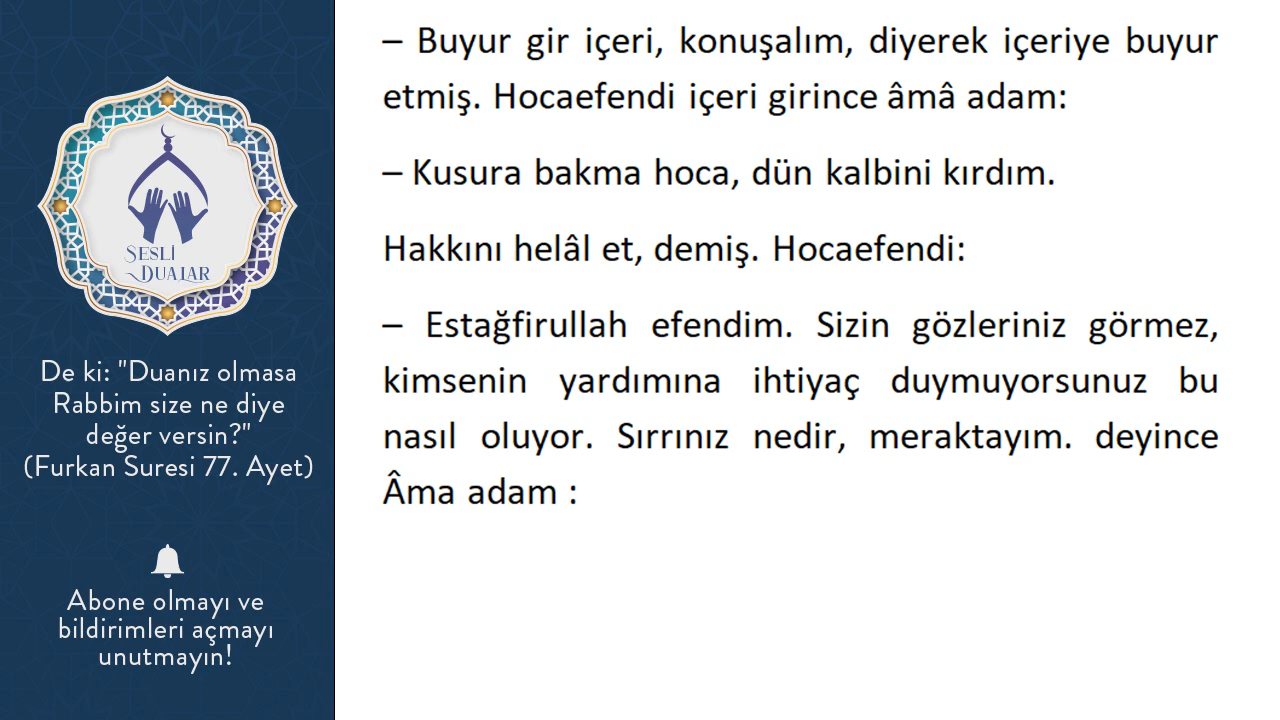 SESLİ
DUALAR
De ki: "Duanız olmasa
Rabbim size ne diye
değer versin?"
(Furkan Suresi 77. Ayet)
Abone olmayı ve
bildirimleri açmayı
unutmayın!
– Buyur gir içeri, konuşalım, diyerek içeriye buyur
etmiş. Hocaefendi içeri girince âmâ adam:
– Kusura bakma hoca, dün kalbini kırdım.
Hakkını helâl et, demiş. Hocaefendi:
– Estağfirullah efendim. Sizin gözleriniz görmez,
kimsenin yardımına ihtiyaç duymuyorsunuz bu
nasıl oluyor. Sırrınız nedir, meraktayım. deyince
Âma adam :